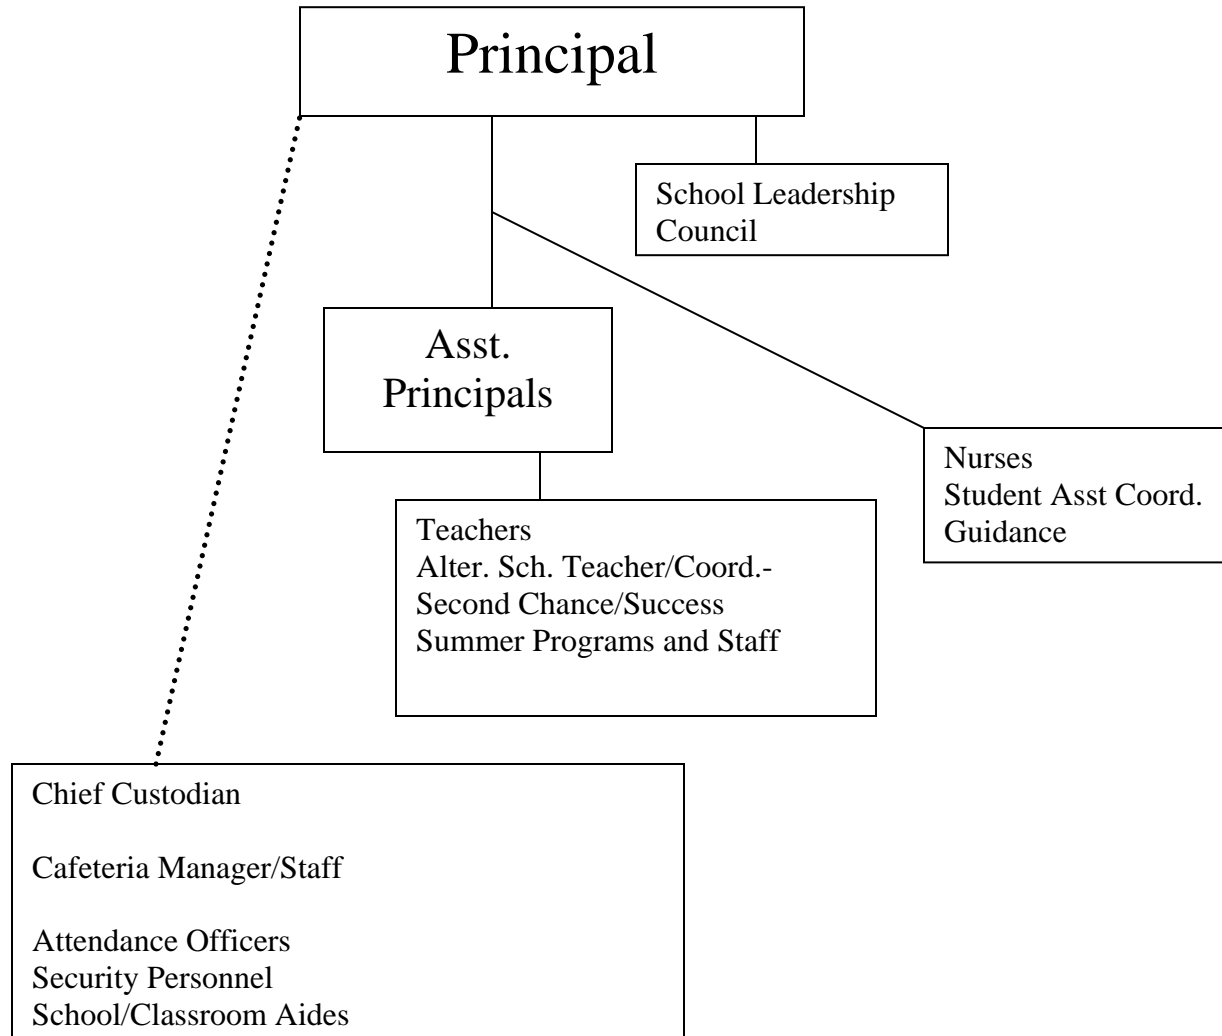 Principal
School Leadership
Council
Asst.
Principals
Nurses
Student Asst Coord.
Guidance
Teachers
Alter. Sch. Teacher/Coord.-
Second Chance/Success
Summer Programs and Staff
Chief Custodian
Cafeteria Manager/Staff
Attendance Officers
Security Personnel
School/Classroom Aides